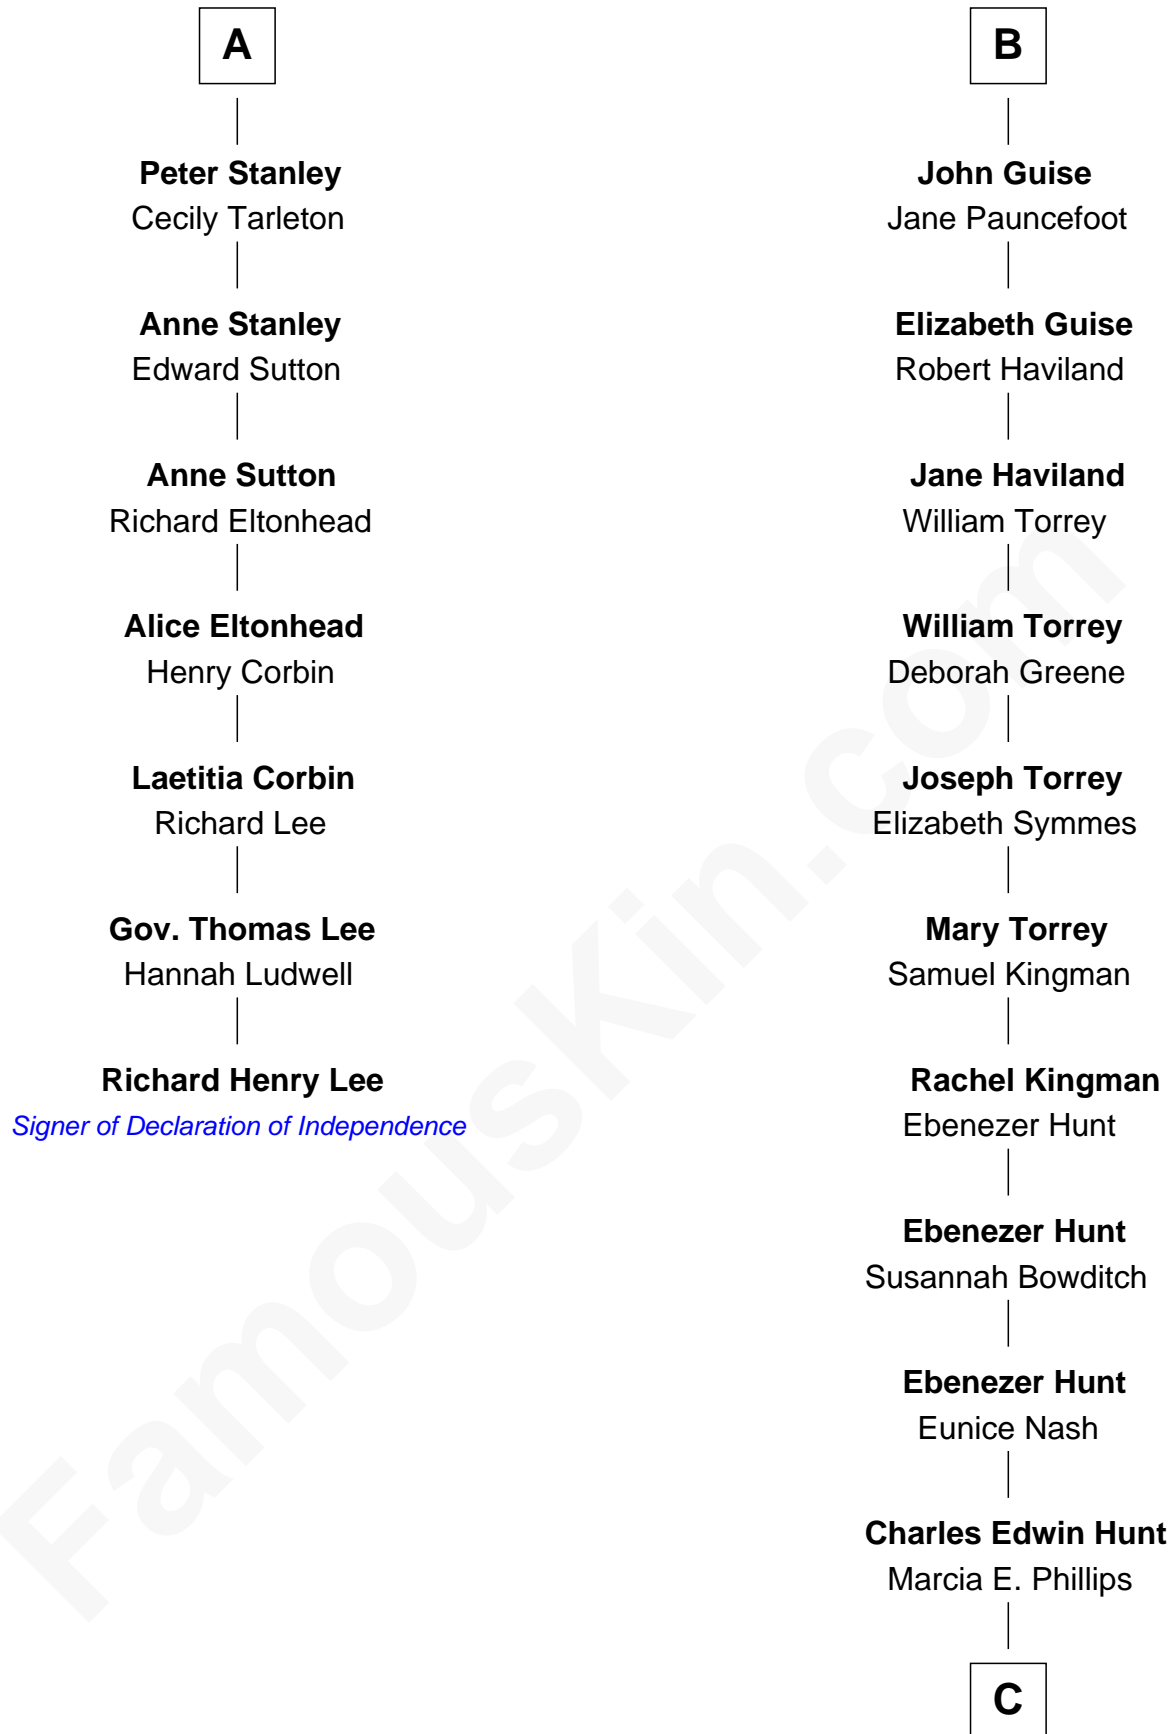 A
Peter Stanley
Cecily Tarleton
Anne Stanley
Edward Sutton
Anne Sutton
Richard Eltonhead
Alice Eltonhead
Henry Corbin
Laetitia Corbin
Richard Lee
Gov. Thomas Lee
Hannah Ludwell
Richard Henry Lee
Signer of Declaration of Independence
B
John Guise
Jane Pauncefoot
Elizabeth Guise
Robert Haviland
Jane Haviland
William Torrey
William Torrey
Deborah Greene
Joseph Torrey
Elizabeth Symmes
Mary Torrey
Samuel Kingman
Rachel Kingman
Ebenezer Hunt
Ebenezer Hunt
Susannah Bowditch
Ebenezer Hunt
Eunice Nash
Charles Edwin Hunt
Marcia E. Phillips
C
FamousKin.com